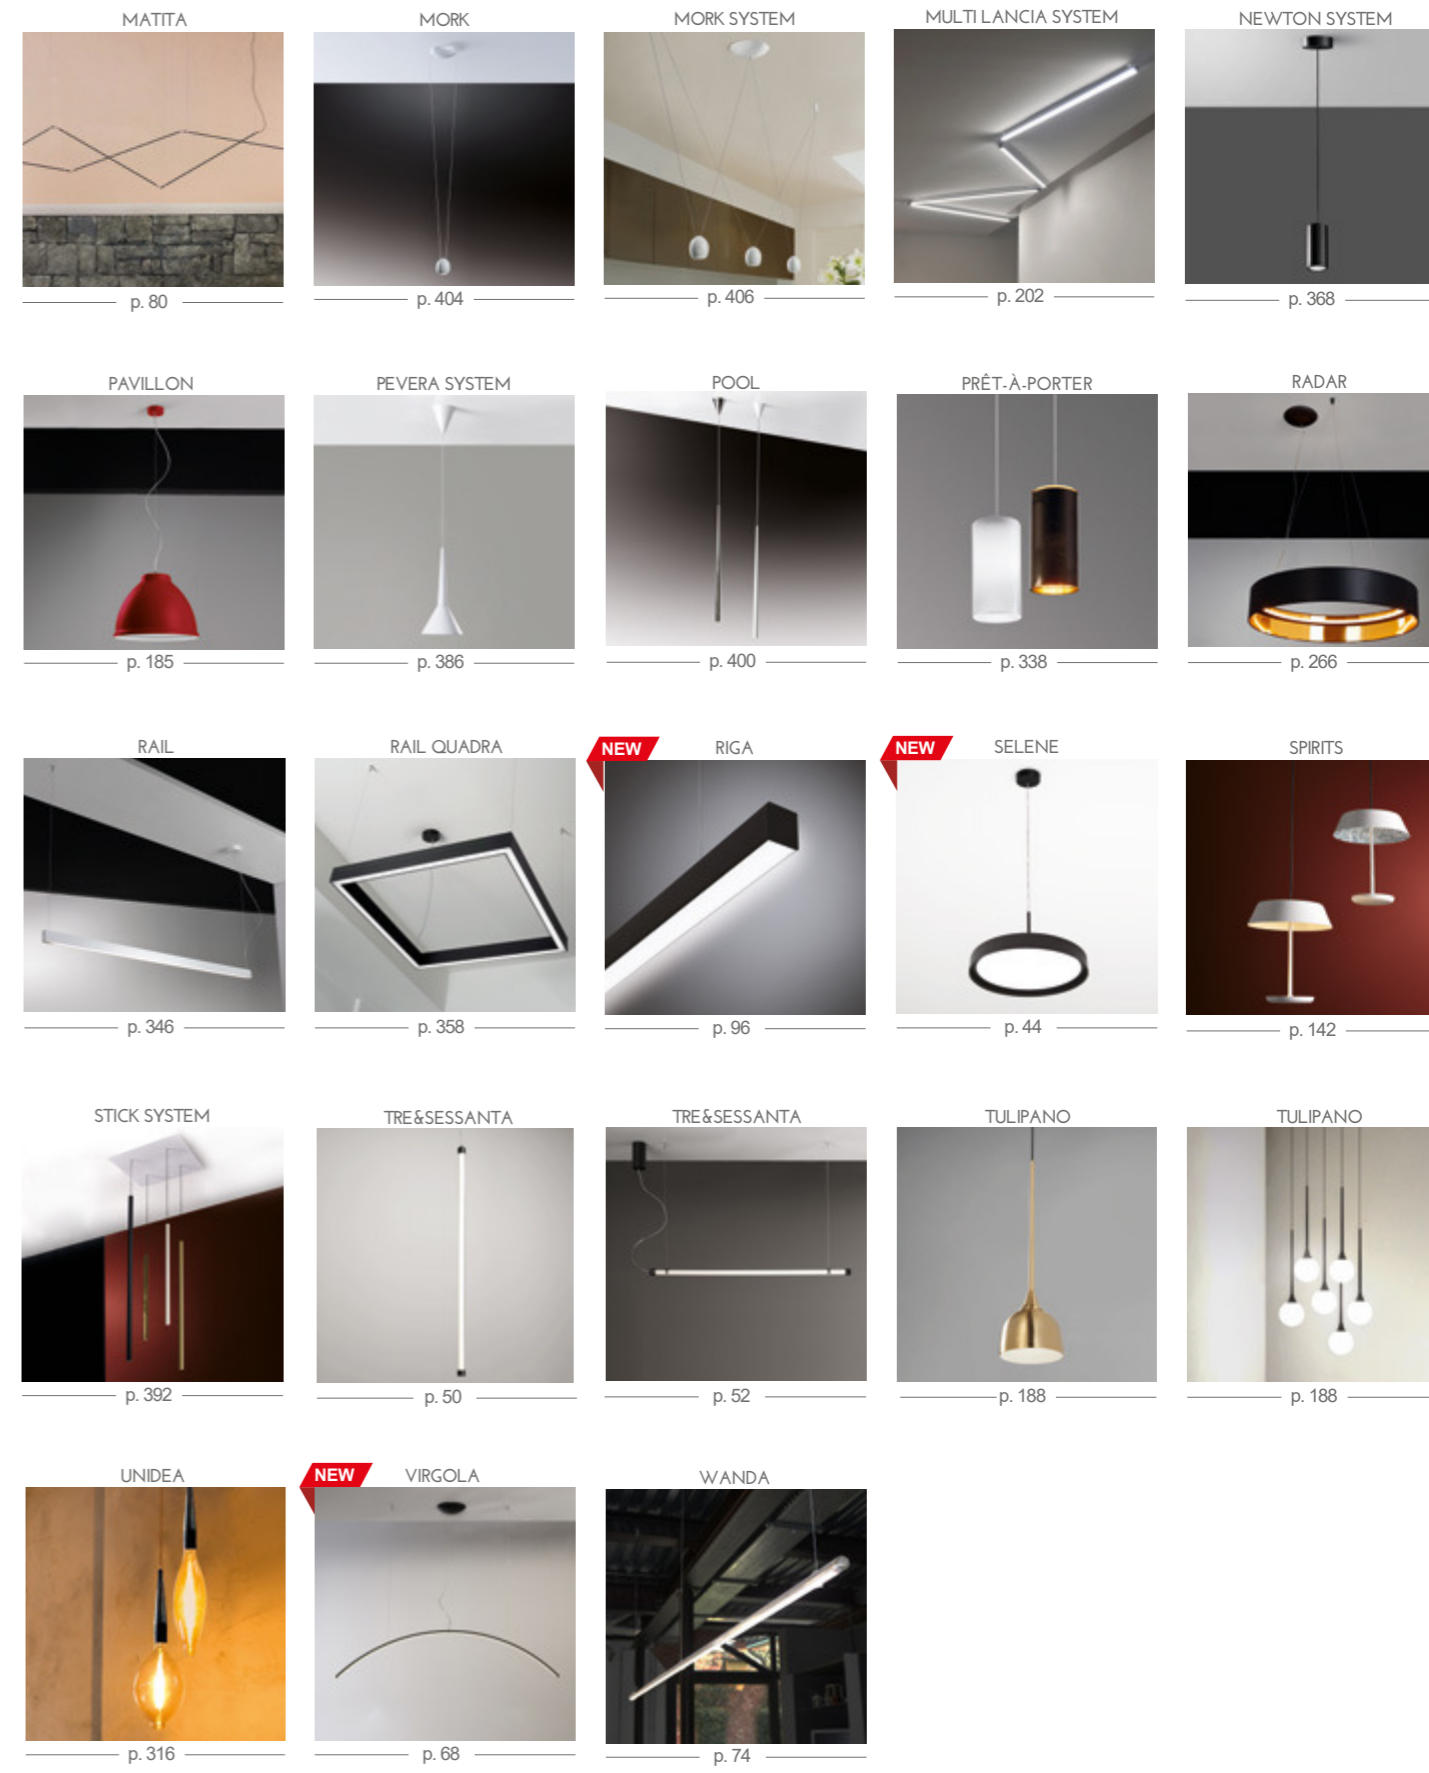 MATITA
MORK
MORK SYSTEM
MULTI LANCIA SYSTEM
NEWTON SYSTEM
p. 80
p. 404
p. 406
p. 202
p. 368
PAVILLON
PEVERA SYSTEM
POOL
PRÊT-À-PORTER
RADAR
p. 185
p. 386
p. 400
p. 338
p. 266
RAIL
RAIL QUADRA
NEW
RIGA
NEW
SELENE
SPIRITS
p. 346
p. 358
p. 96
p. 44
p. 142
STICK SYSTEM
TRE&SESSANTA
TRE&SESSANTA
TULIPANO
TULIPANO
p. 392
p. 50
p. 52
p. 188
p. 188
UNIDEA
NEW
VIRGOLA
WANDA
p. 316
p. 68
p. 74